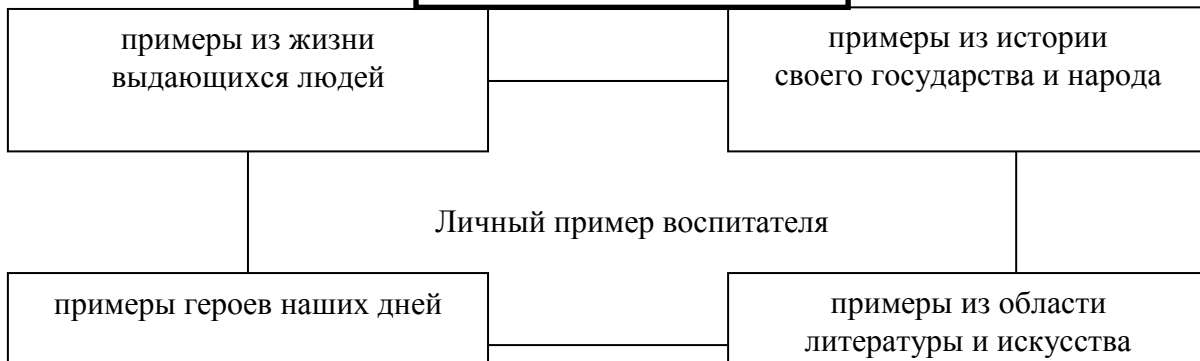 примеры из жизни
выдающихся людей
примеры из истории
своего государства и народа
Личный пример воспитателя
примеры героев наших дней
примеры из области
литературы и искусства